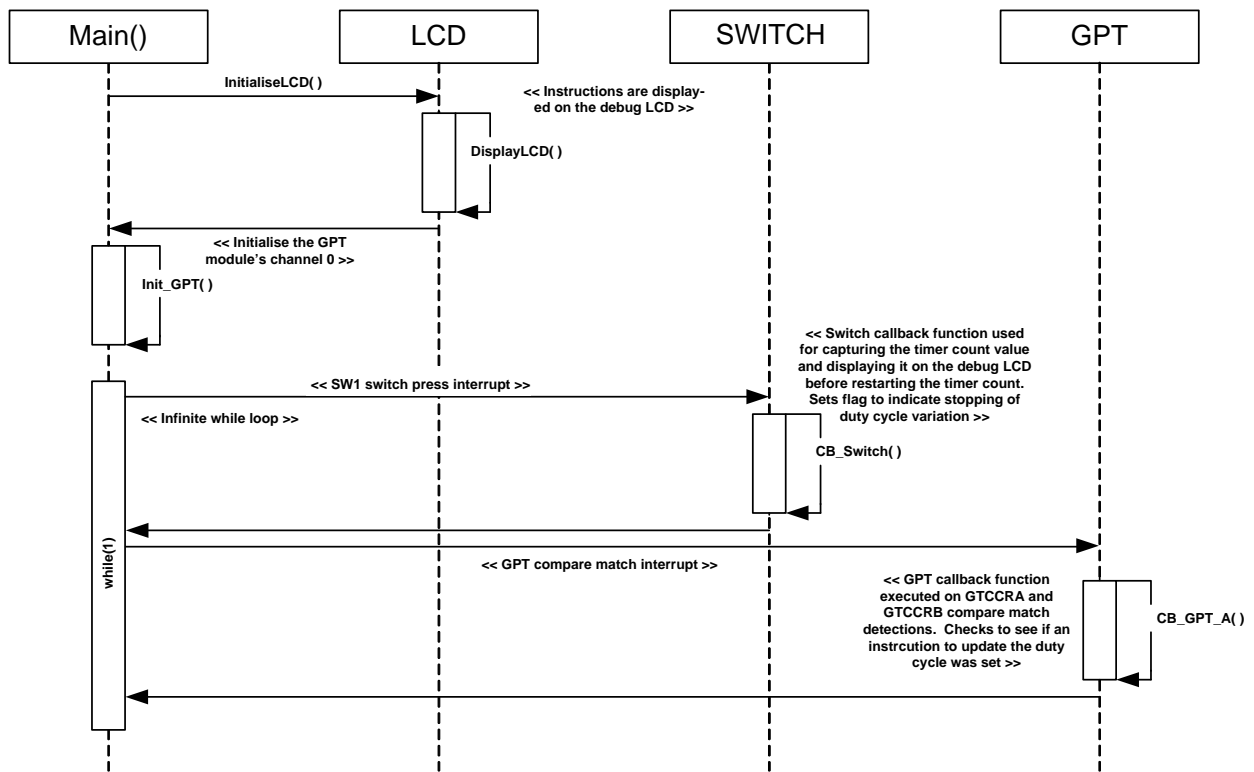 Main()
LCD
SWITCH
GPT
InitialiseLCD( )
<< Instructions are display-
ed on the debug LCD >>
DisplayLCD( )
<< Initialise the GPT
module’s channel 0 >>
Init_GPT( )
<< Switch callback function used
for capturing the timer count value
and displaying it on the debug LCD
before restarting the timer count.
Sets flag to indicate stopping of
duty cycle variation >>
<< SW1 switch press interrupt >>
<< Infinite while loop >>
CB_Switch( )
while(1)
<< GPT compare match interrupt >>
<< GPT callback function
executed on GTCCRA and
GTCCRB compare match
detections.  Checks to see if an
instrcution to update the duty
cycle was set >>
CB_GPT_A( )